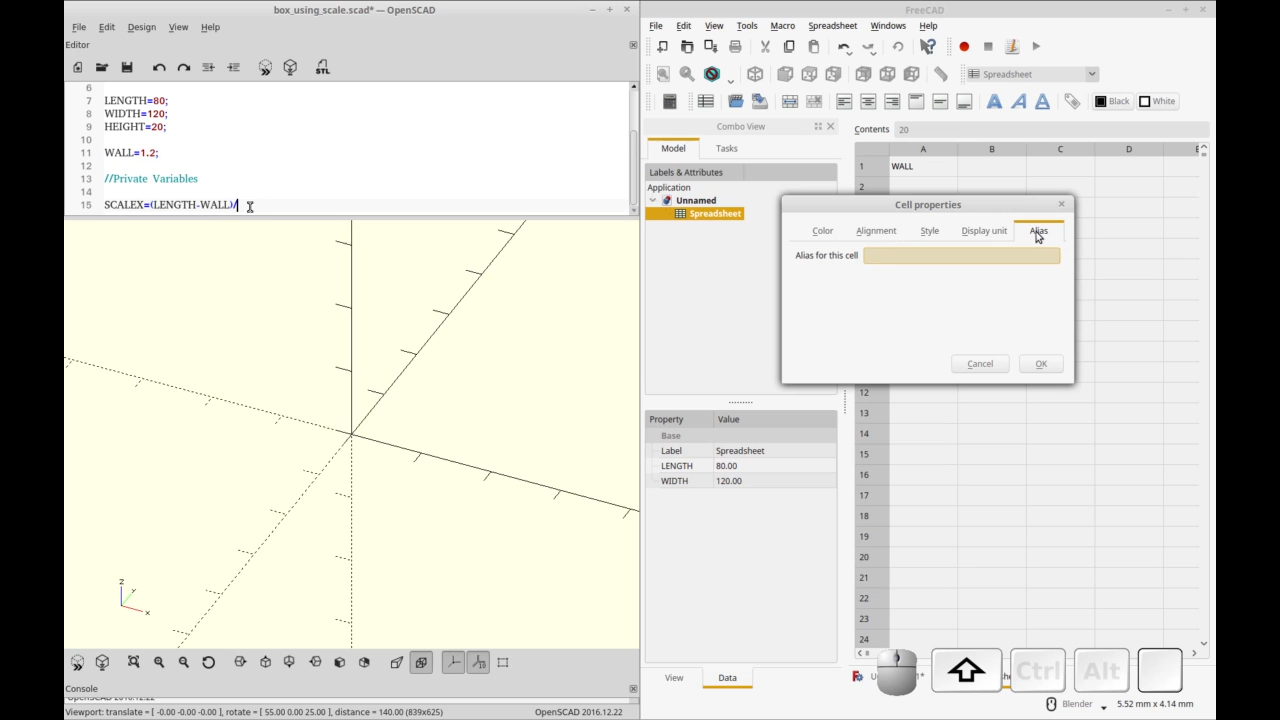 box_using_scale.scad* — OpenSCAD
File Edit Design View Help
Editor
STL
6
7 LENGTH=80;
8 WIDTH=120;
9 HEIGHT=20;
10
11 WALL=1.2;
12
13 //Private Variables
14
15 SCALEX=(LENGTH-WALL)/
Z
Y
X
Console
Viewport: translate = [ -0.00 -0.00 -0.00 ], rotate = [ 55.00 0.00 25.00 ], distance = 140.00 (839x625) OpenSCAD 2016.12.22
FreeCAD
File Edit View Tools Macro Spreadsheet Windows Help
Spreadsheet
Black White
Combo View
Model Tasks
Labels & Attributes
Application
Unnamed
Spreadsheet
Property Value
Base
Label Spreadsheet
LENGTH 80.00
WIDTH 120.00
View Data
Contents 20
A B C D E
1 WALL
2
Cell properties
Color Alignment Style Display unit Alias
Alias for this cell
Cancel OK
12
13
14
15
16
17
18
19
20
21
22
23
24
Ctrl Alt
Blender 5.52 mm x 4.14 mm